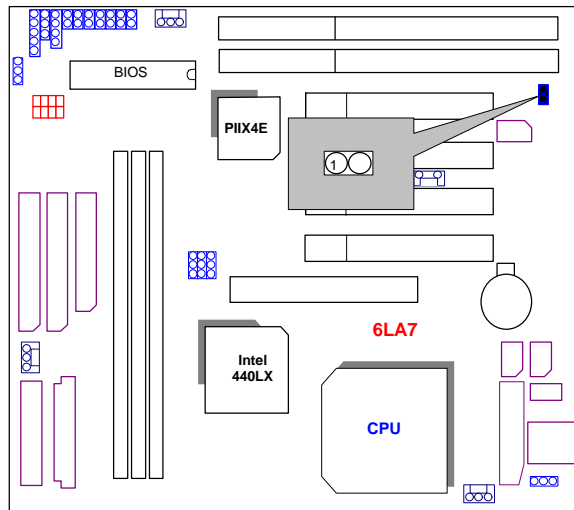 BIOS
PIIX4E
1
6LA7
Intel
440LX
CPU